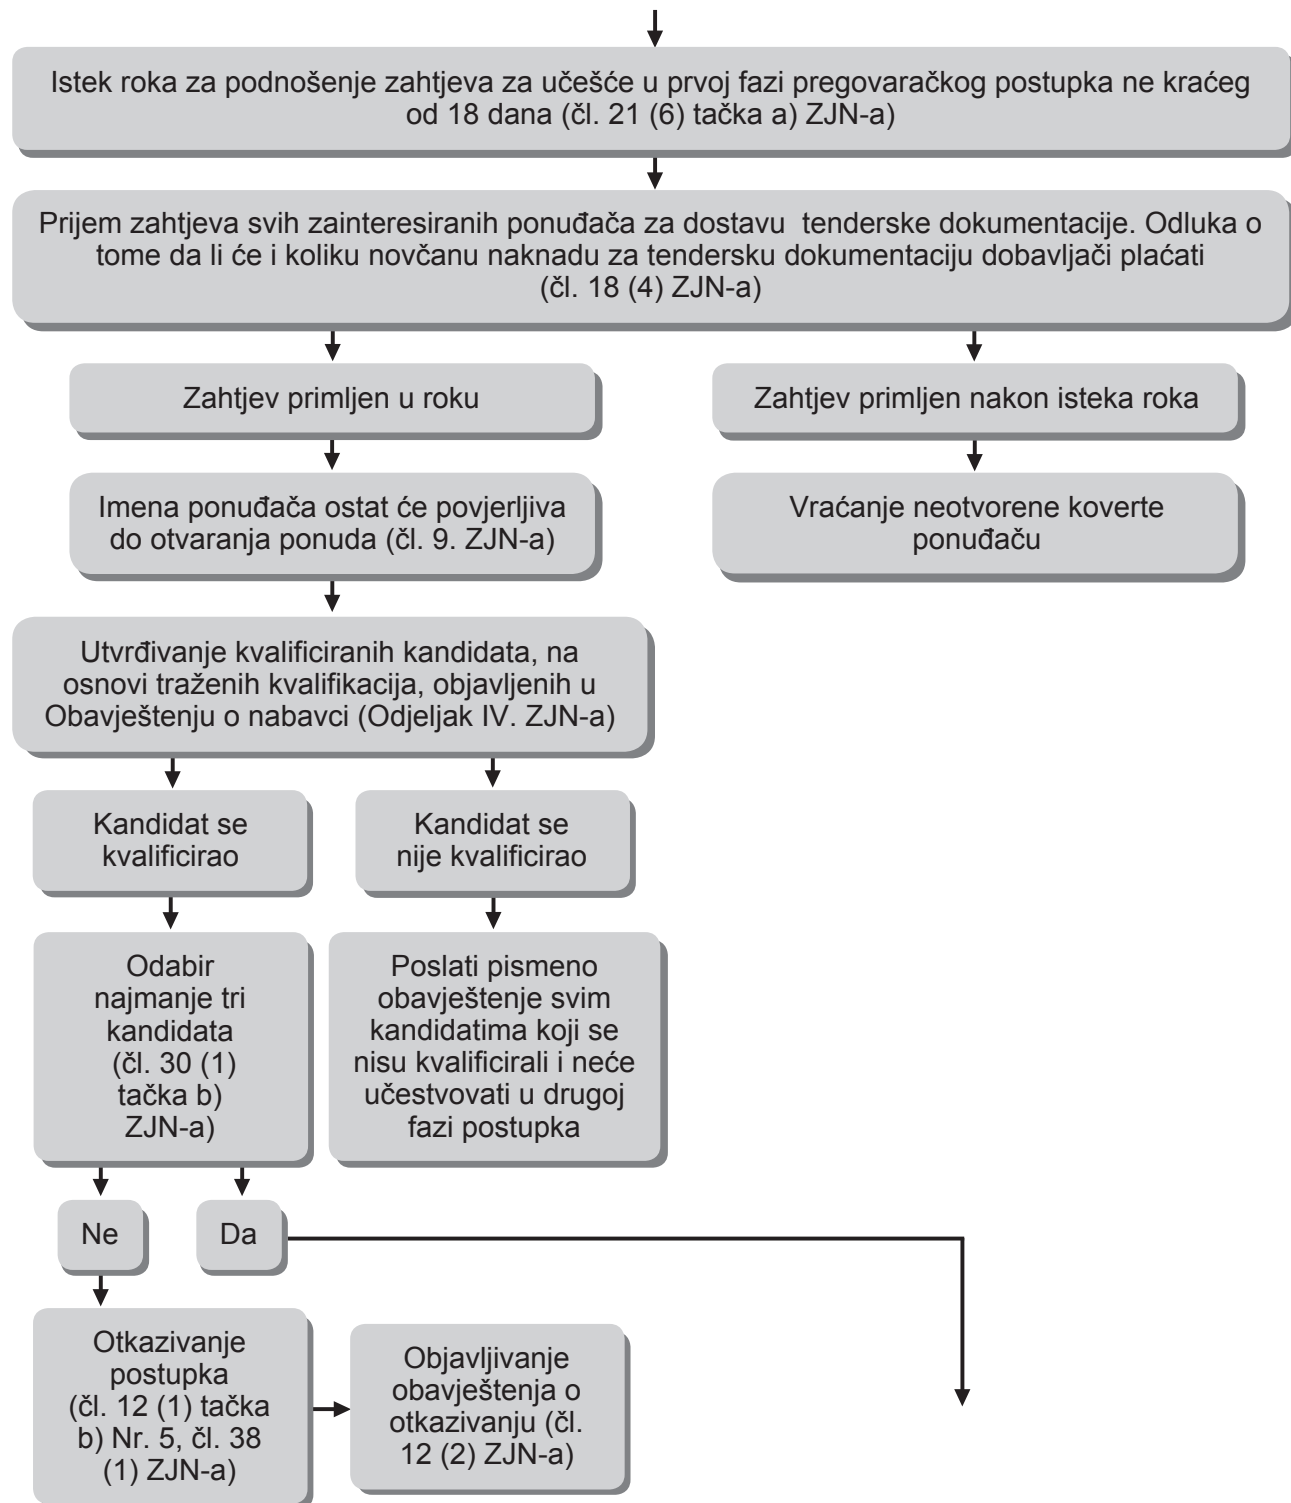 Istek roka za podnošenje zahtjeva za učešće u prvoj fazi pregovaračkog postupka ne kraćeg
od 18 dana (čl. 21 (6) tačka a) ZJN-a)
Prijem zahtjeva svih zainteresiranih ponuđača za dostavu tenderske dokumentacije. Odluka o
tome da li će i koliku novčanu naknadu za tendersku dokumentaciju dobavljači plaćati
(čl. 18 (4) ZJN-a)
Zahtjev primljen u roku
Zahtjev primljen nakon isteka roka
Imena ponuđača ostat će povjerljiva
do otvaranja ponuda (čl. 9. ZJN-a)
Vraćanje neotvorene koverte
ponuđaču
Utvrđivanje kvalificiranih kandidata, na
osnovi traženih kvalifikacija, objavljenih u
Obavještenju o nabavci (Odjeljak IV. ZJN-a)
Kandidat se
kvalificirao
Kandidat se
nije kvalificirao
Odabir
najmanje tri
kandidata
(čl. 30 (1)
tačka b)
ZJN-a)
Poslati pismeno
obavještenje svim
kandidatima koji se
nisu kvalificirali i neće
učestvovati u drugoj
fazi postupka
Ne
Da
Otkazivanje
postupka
(čl. 12 (1) tačka
b) Nr. 5, čl. 38
(1) ZJN-a)
Objavljivanje
obavještenja o
otkazivanju (čl.
12 (2) ZJN-a)